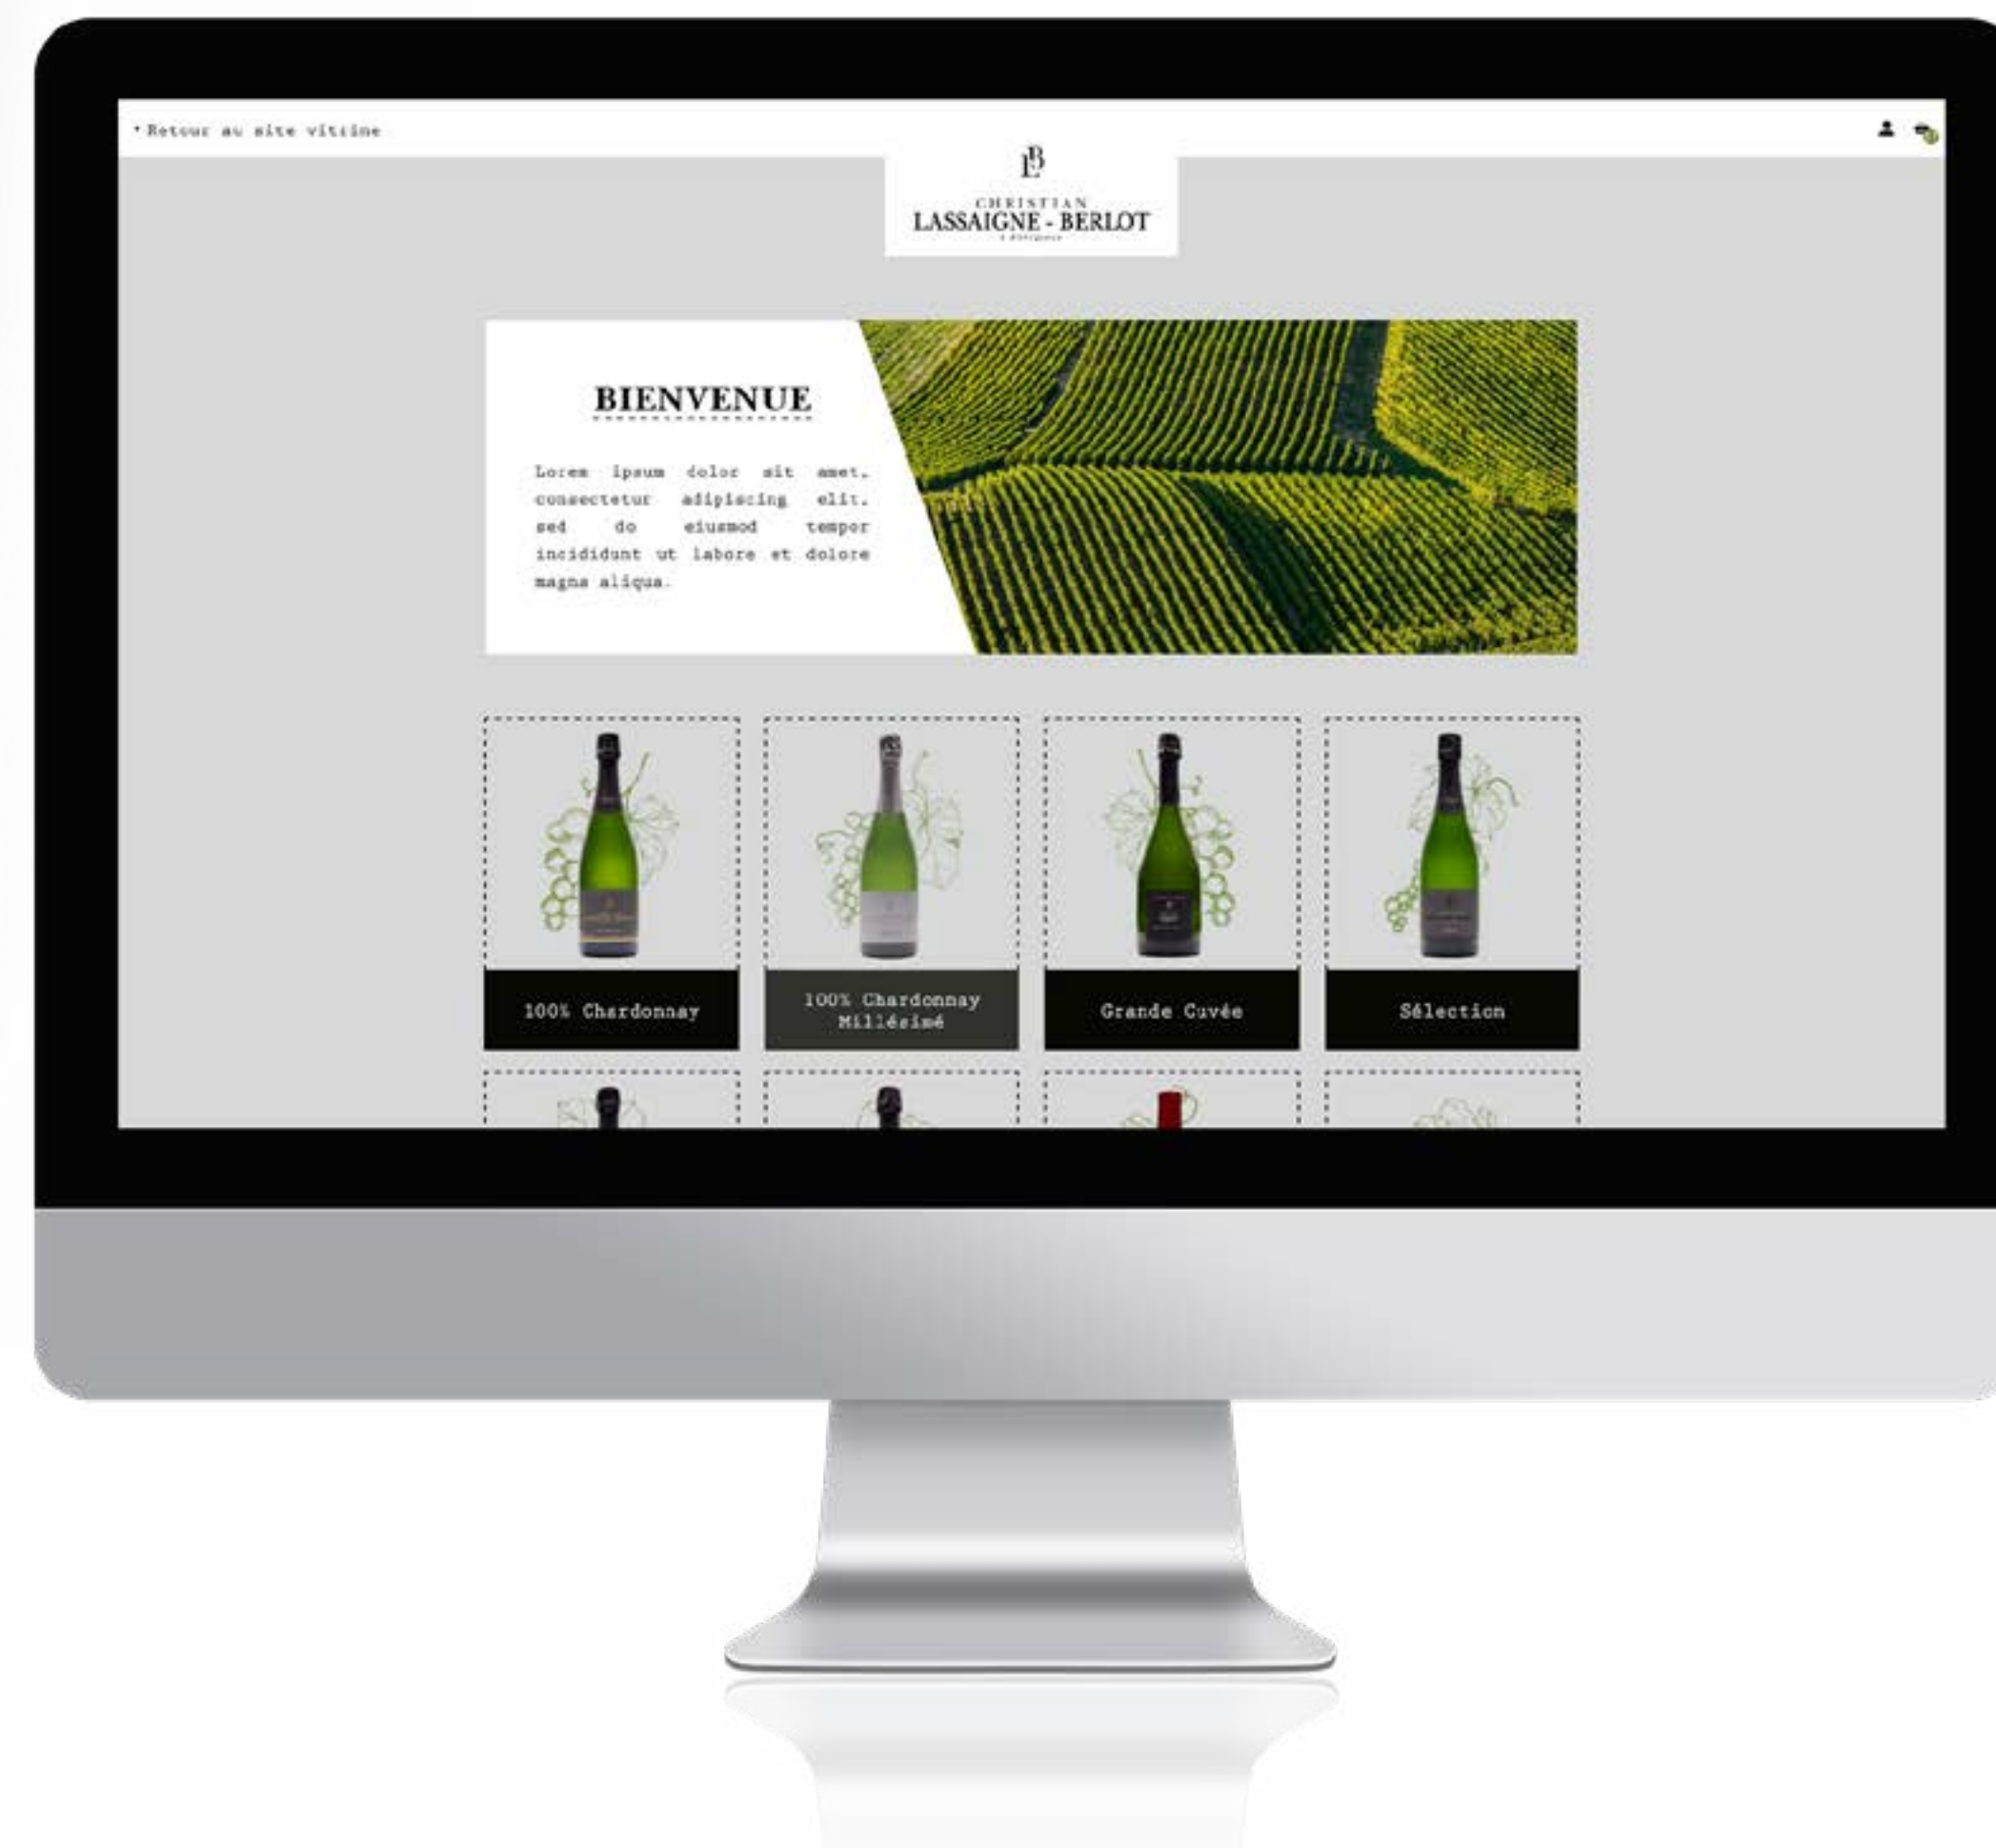 Retour au site vitrine
LB
CHRISTIAN
LASSAIGNE - BERLOT
BIENVENUE
Lorem ipsum dolor sit amet,
consectetur adipiscing elit,
sed do eiusmod tempor
incididunt ut labore et dolore
magna aliqua.
100% Chardonnay
100% Chardonnay
Millésimé
Grande Cuvée
Sélection